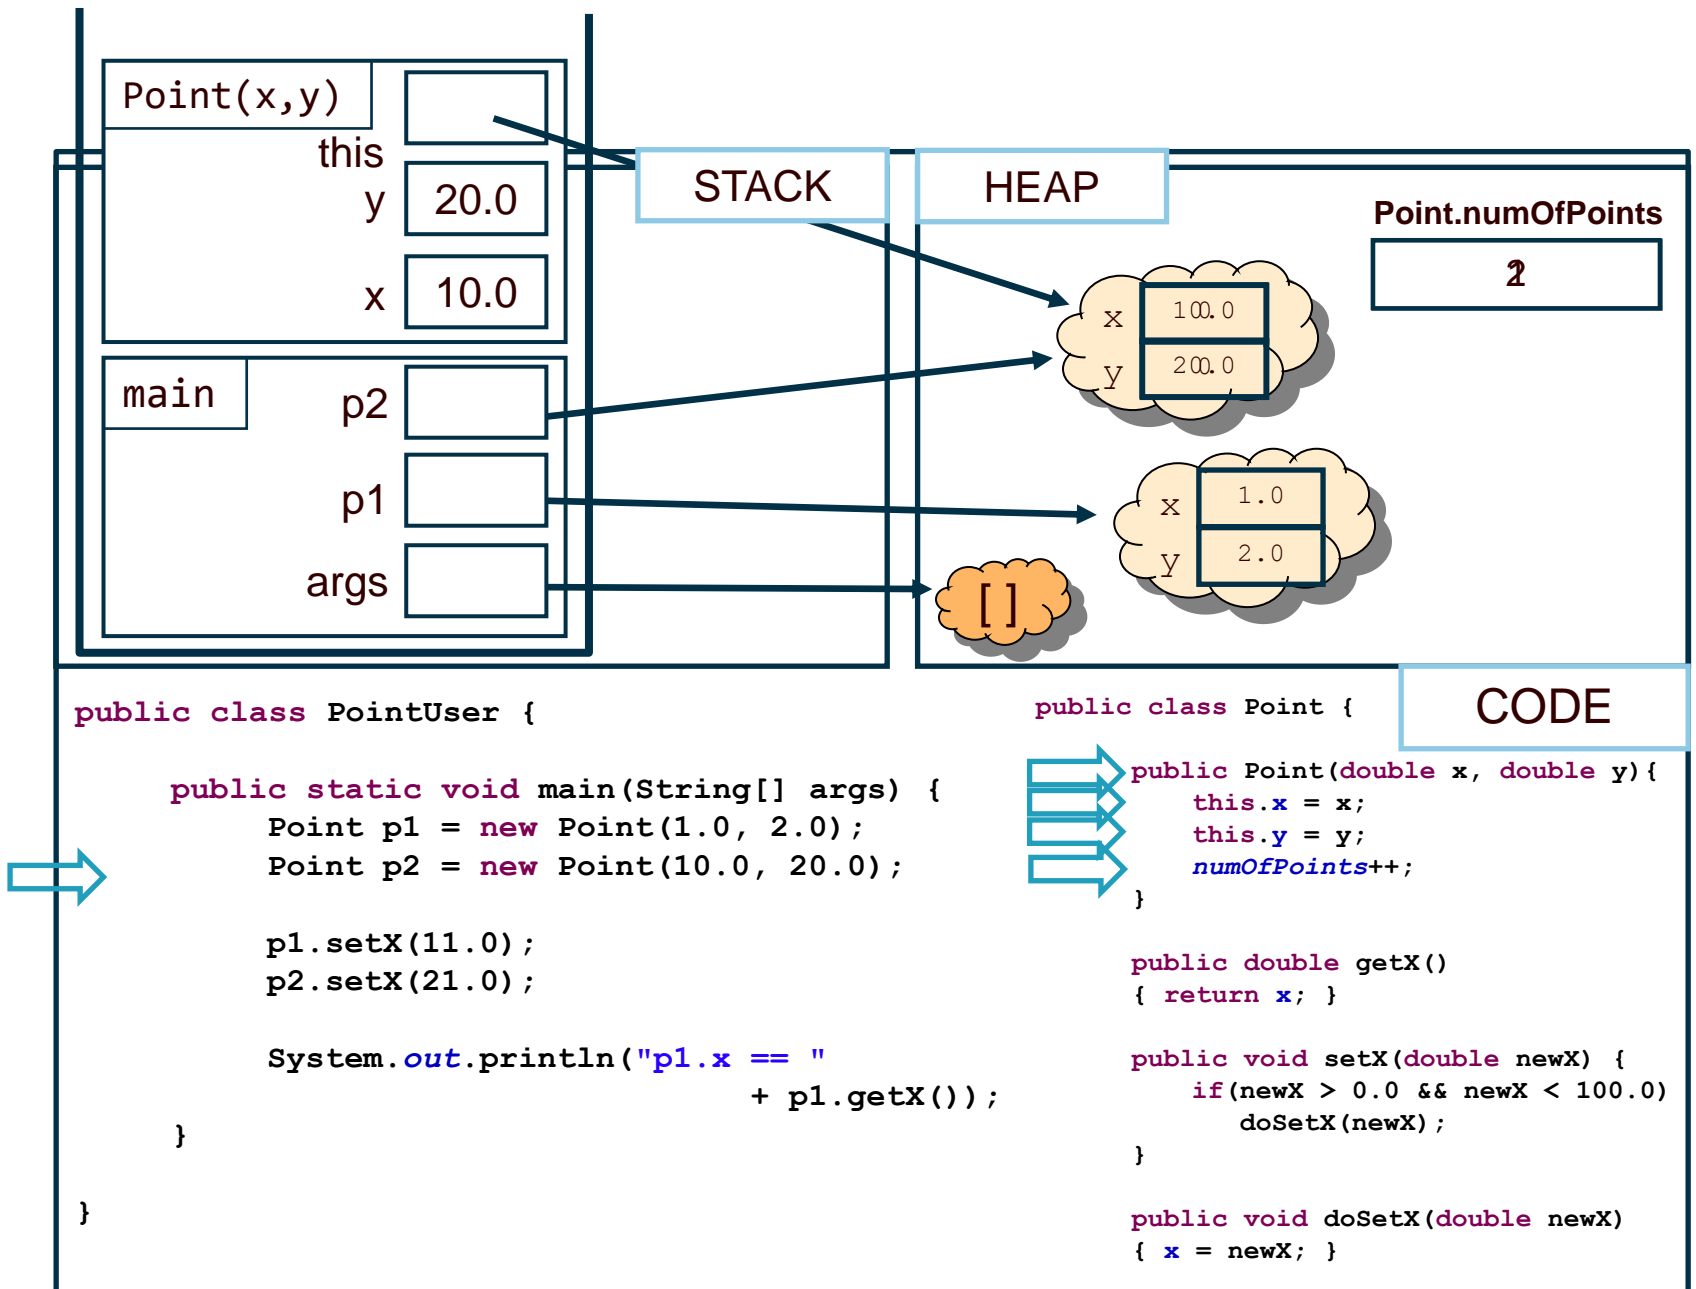 Point(x,y)
this
y 20.0
x 10.0
STACK
HEAP
Point.numOfPoints
x
y
main
p2
p1
args
x 1.0
y 2.0
[]
CODE
public class PointUser {
public static void main(String[] args) {
Point p1 = new Point(1.0, 2.0);
Point p2 = new Point(10.0, 20.0);
p1.setX(11.0);
p2.setX(21.0);
System.out.println("p1.x == "
+ p1.getX());
}
}
public class Point {
public Point(double x, double y){
this.x = x;
this.y = y;
numOfPoints++;
}
public double getX()
{ return x; }
public void setX(double newX) {
if(newX > 0.0 && newX < 100.0)
doSetX(newX);
}
public void doSetX(double newX)
{ x = newX; }